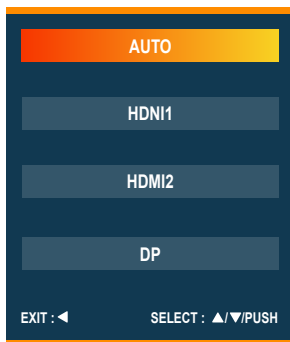 AUTO
HDNI1
HDMI2
DP
EXIT : ◀ SELECT : ▲/▼/PUSH